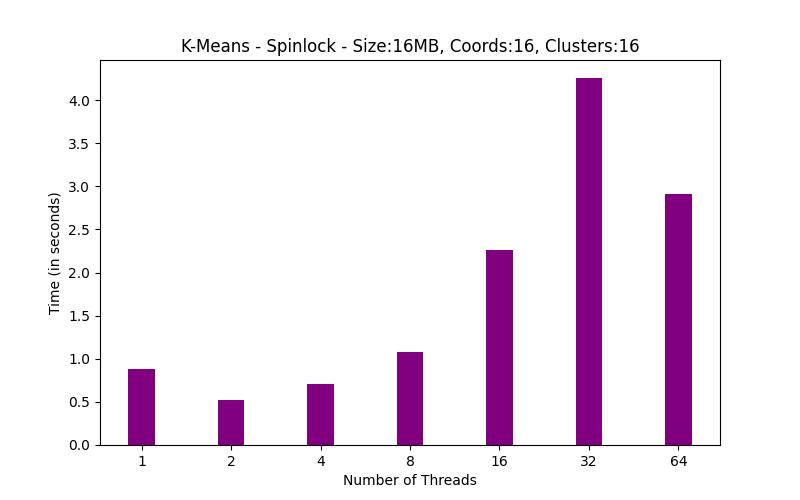 K-Means - Spinlock - Size:16MB, Coords:16, Clusters:16
Time (in seconds)
4.0
3.5
3.0
2.5
2.0
1.5
1.0
0.5
0.0
1 2 4 8 16 32 64
Number of Threads